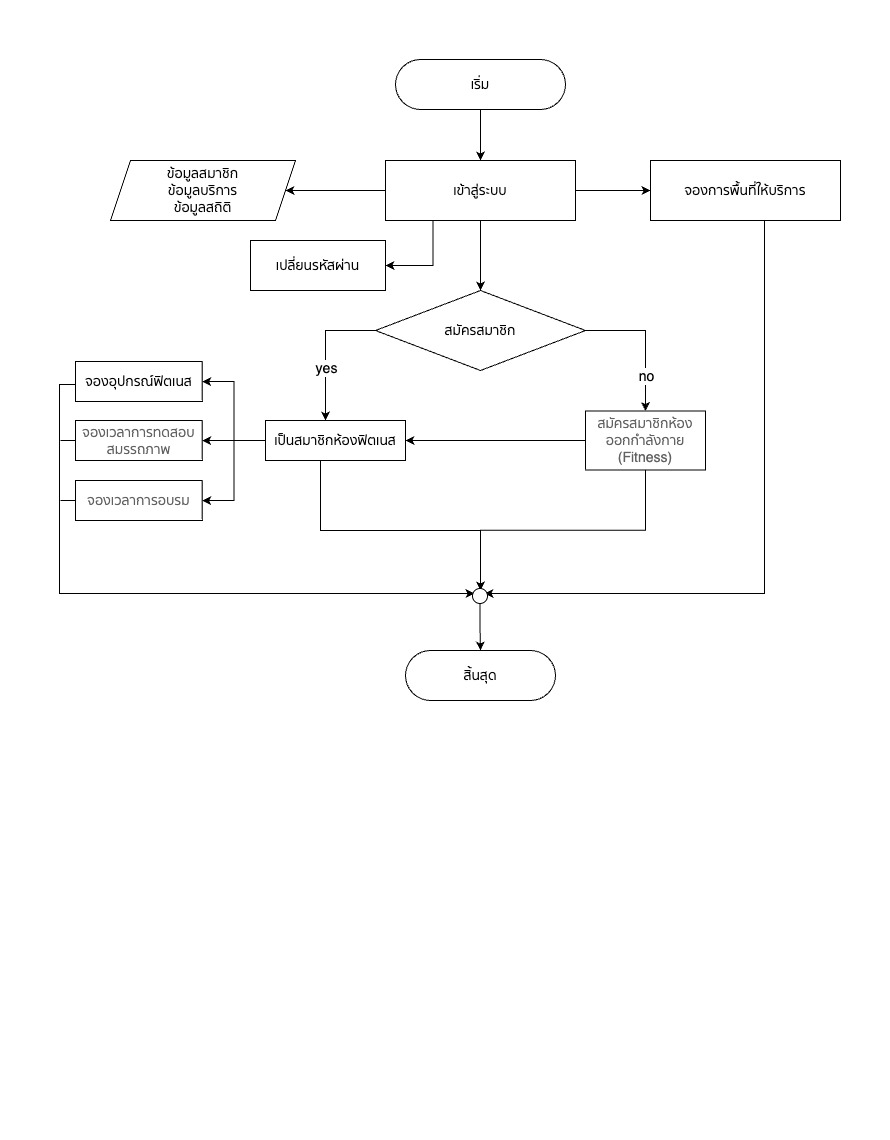 เริ่ม
ข้อมูลสมาชิก
ข้อมูลบริการ
ข้อมูลสถิติ
เข้าสู่ระบบ
จองการพื้นที่ให้บริการ
เปลี่ยนรหัสผ่าน
สมัครสมาชิก
yes
no
จองอุปกรณ์ฟิตเนส
จองเวลาการทดสอบ
สมรรถภาพ
เป็นสมาชิกห้องฟิตเนส
สมัครสมาชิกห้อง
ออกกำลังกาย
(Fitness)
จองเวลาการอบรม
สิ้นสุด